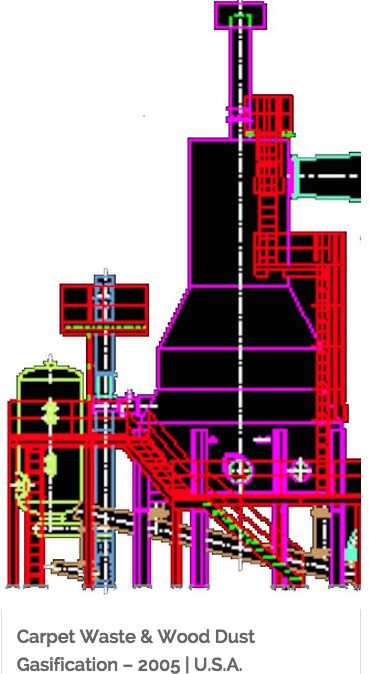 Carpet Waste & Wood Dust
Gasification – 2005 | U.S.A.